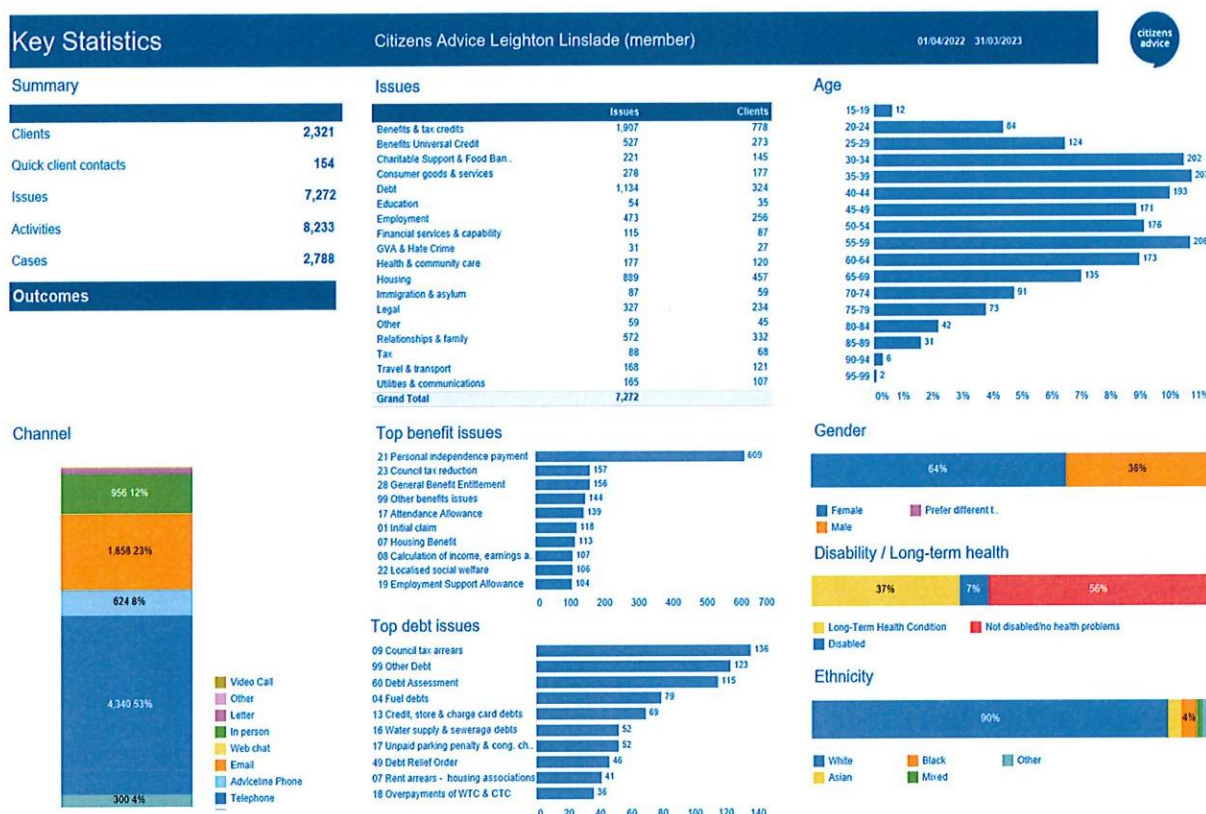 Key Statistics
Citizens Advice Leighton Linslade (member)
01/04/2022 31/03/2023
citizens
advice
Summary
Clients 2,321
Quick client contacts 154
Issues 7,272
Activities 8,233
Cases 2,788
Outcomes
Issues
Issues Clients
Benefits & tax credits 1,907 778
Benefits Universal Credit 527 273
Charitable Support & Food Ban.. 221 145
Consumer goods & services 278 177
Debt 1,134 324
Education 54 35
Employment 473 256
Financial services & capability 115 87
GVA & Hate Crime 31 27
Health & community care 177 120
Housing 889 457
Immigration & asylum 87 59
Legal 327 234
Other 59 45
Relationships & family 572 332
Tax 88 68
Travel & transport 168 121
Utilities & communications 165 107
Grand Total 7,272
Age
15-19 12
20-24 84
25-29 124
30-34 202
35-39 207
40-44 193
45-49 171
50-54 176
55-59 206
60-64 173
65-69 135
70-74 91
75-79 73
80-84 42
85-89 31
90-94 6
95-99 2
0% 1% 2% 3% 4% 5% 6% 7% 8% 9% 10% 11%
Channel
956 12%
1,858 23%
624 8%
4,340 53%
300 4%
Video Call
Other
Letter
In person
Web chat
Email
Adviceline Phone
Telephone
Top benefit issues
21 Personal independence payment 609
23 Council tax reduction 157
28 General Benefit Entitlement 156
99 Other benefits issues 144
17 Attendance Allowance 139
01 Initial claim 118
07 Housing Benefit 113
08 Calculation of income, earnings a.. 107
22 Localised social welfare 106
19 Employment Support Allowance 104
0 100 200 300 400 500 600 700
Top debt issues
09 Council tax arrears 136
99 Other Debt 123
60 Debt Assessment 115
04 Fuel debts 79
13 Credit, store & charge card debts 69
16 Water supply & sewerage debts 52
17 Unpaid parking penalty & cong. ch.. 52
49 Debt Relief Order 46
07 Rent arrears - housing associations 41
18 Overpayments of WTC & CTC 36
0 20 40 60 80 100 120 140
Gender
64% 36%
Female Prefer different t..
Male
Disability / Long-term health
37% 7% 56%
Long-Term Health Condition Not disabled/no health problems
Disabled
Ethnicity
90% 4%
White Black Other
Asian Mixed